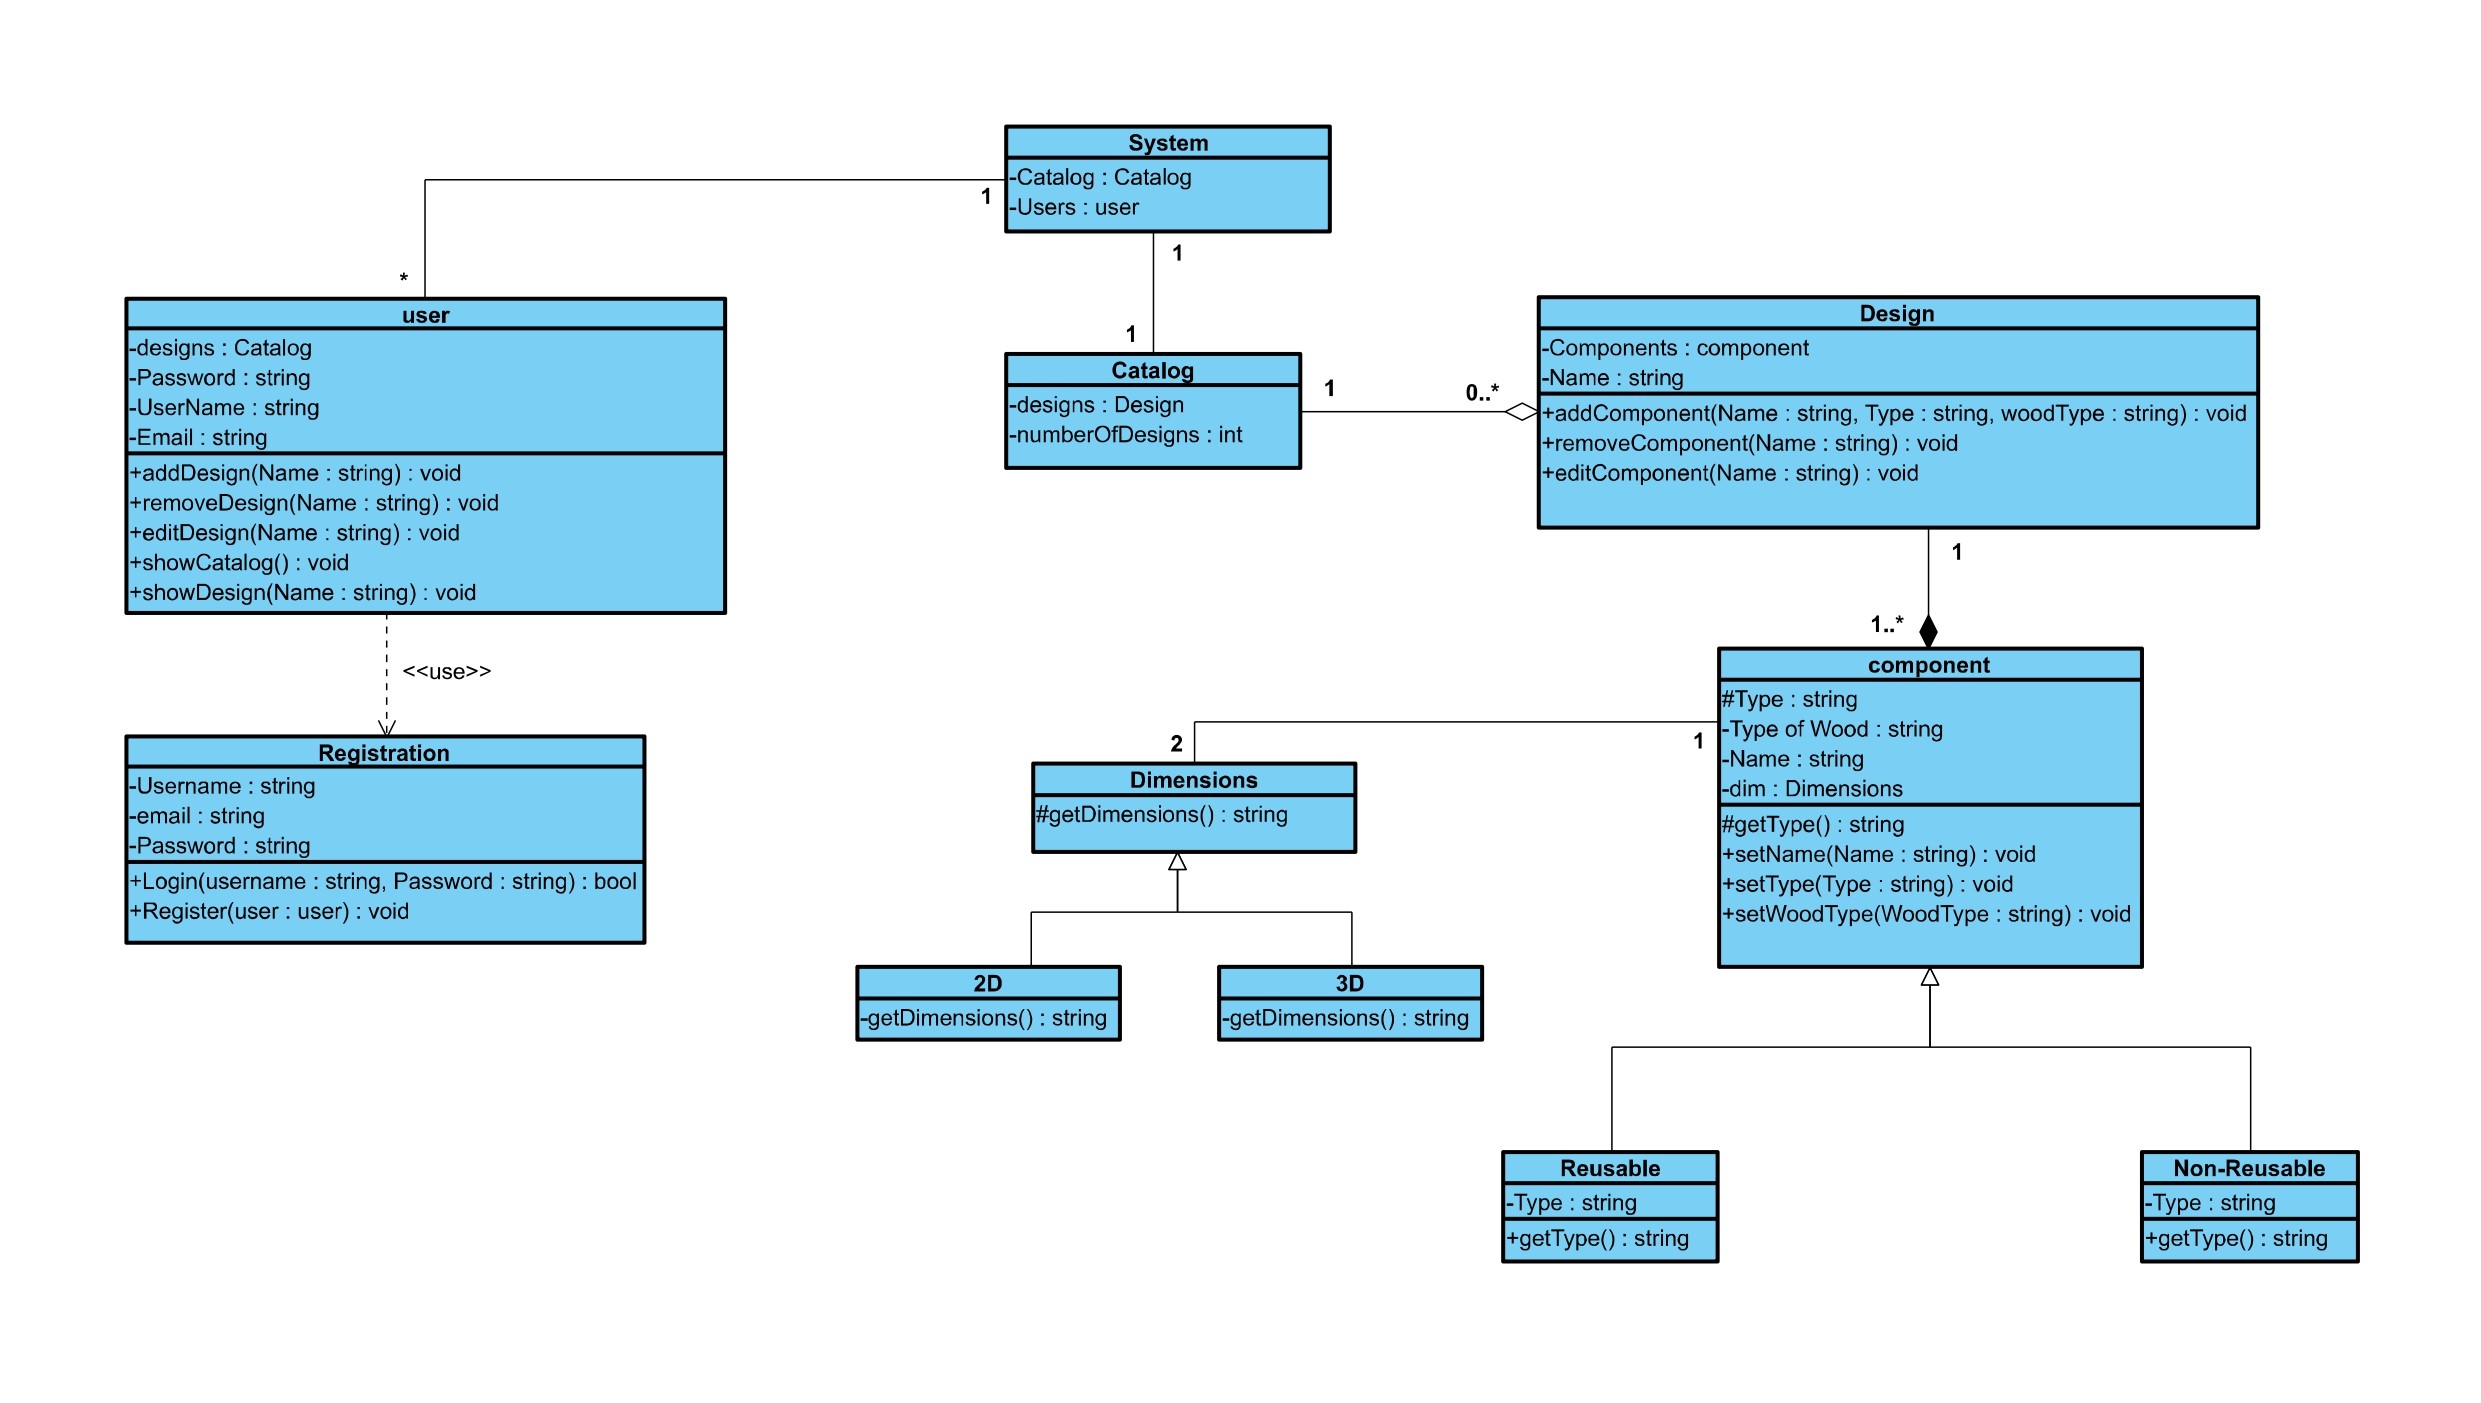 System
-Catalog : Catalog
-Users : user
1
*
1
1
user
-designs : Catalog
-Password : string
-UserName : string
-Email : string
+addDesign(Name : string) : void
+removeDesign(Name : string) : void
+editDesign(Name : string) : void
+showCatalog() : void
+showDesign(Name : string) : void
Catalog
-designs : Design
-numberOfDesigns : int
1
0..*
Design
-Components : component
-Name : string
+addComponent(Name : string, Type : string, woodType : string) : void
+removeComponent(Name : string) : void
+editComponent(Name : string) : void
1
1..*
<<use>>
Registration
-Username : string
-email : string
-Password : string
+Login(username : string, Password : string) : bool
+Register(user : user) : void
component
#Type : string
-Type of Wood : string
-Name : string
-dim : Dimensions
#getType() : string
+setName(Name : string) : void
+setType(Type : string) : void
+setWoodType(WoodType : string) : void
2
1
Dimensions
#getDimensions() : string
2D
-getDimensions() : string
3D
-getDimensions() : string
Reusable
-Type : string
+getType() : string
Non-Reusable
-Type : string
+getType() : string